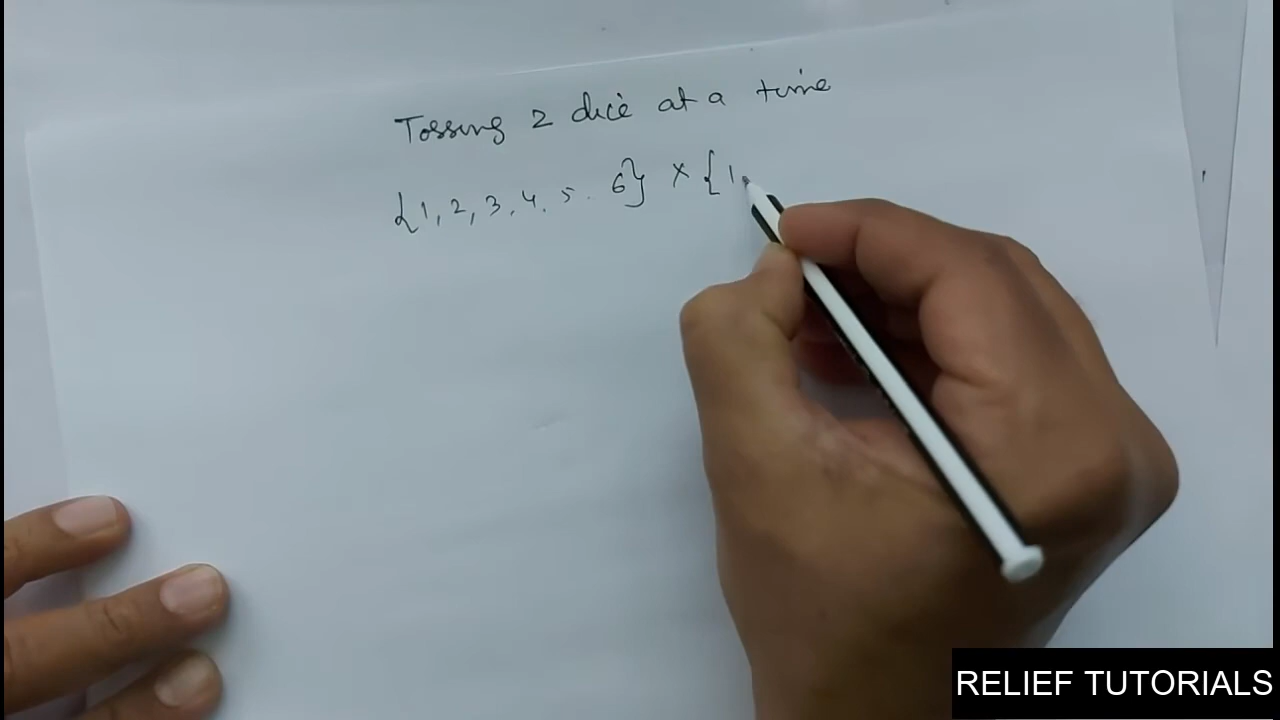 Tossing 2 dice at a time
{1, 2, 3, 4, 5. 6} × {1,
RELIEF TUTORIALS